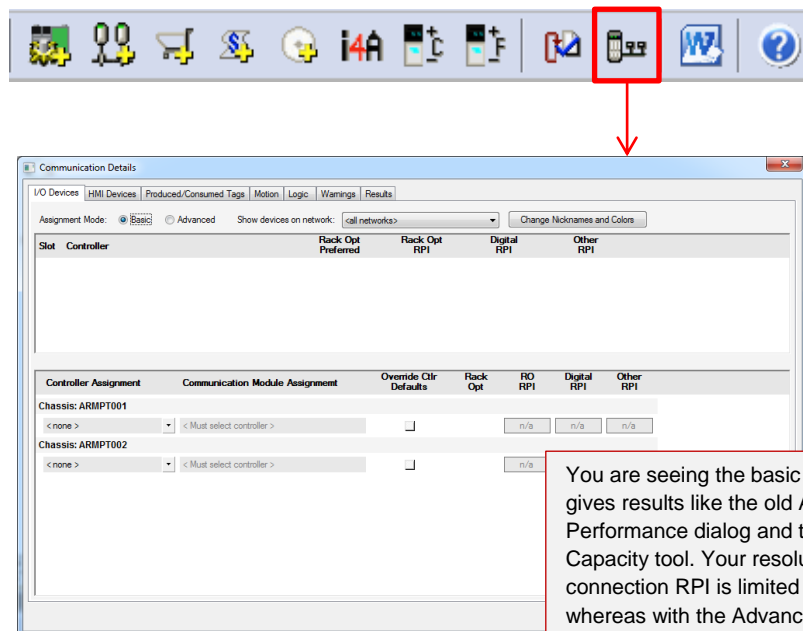 i4A C F W
Communication Details x
I/O Devices HMI Devices Produced/Consumed Tags Motion Logic Warnings Results
Assignment Mode: Basic Advanced Show devices on network: <all networks> Change Nicknames and Colors
Slot Controller Rack Opt Preferred Rack Opt RPI Digital RPI Other RPI
Controller Assignment Communication Module Assignmemt Override Ctlr Defaults Rack Opt RO RPI Digital RPI Other RPI
Chassis: ARMPT001
< none > < Must select controller > n/a n/a n/a
Chassis: ARMPT002
< none > < Must select controller > n/a
You are seeing the basic
gives results like the old
Performance dialog and
Capacity tool. Your
connection RPI is limited
whereas with the